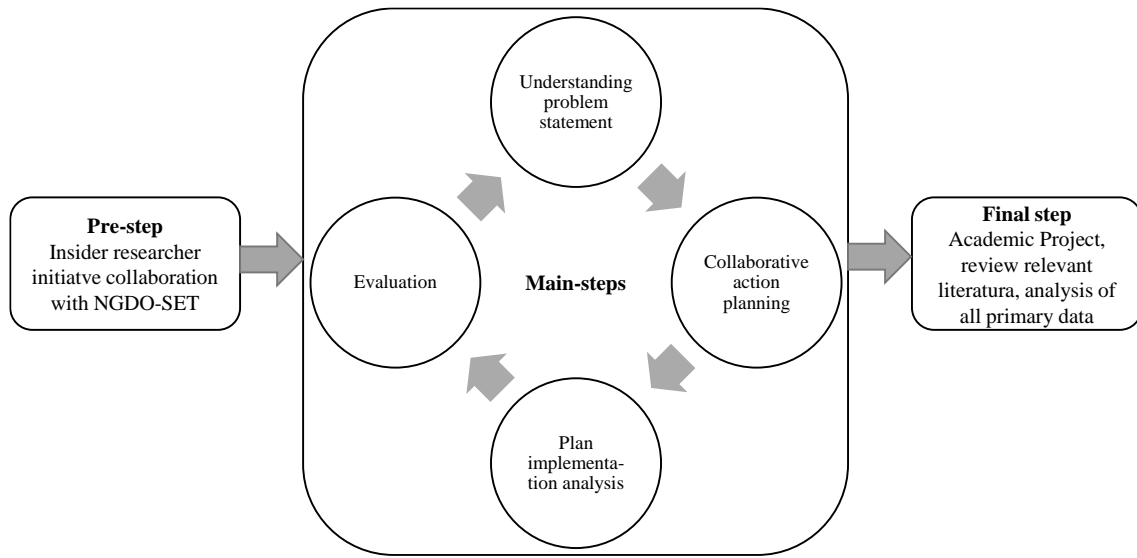 Pre-step
Insider researcher
initiatve collaboration
with NGDO-SET
Understanding
problem
statement
Evaluation
Main-steps
Collaborative
action
planning
Plan
implementa-
tion analysis
Final step
Academic Project,
review relevant
literatura, analysis of
all primary data